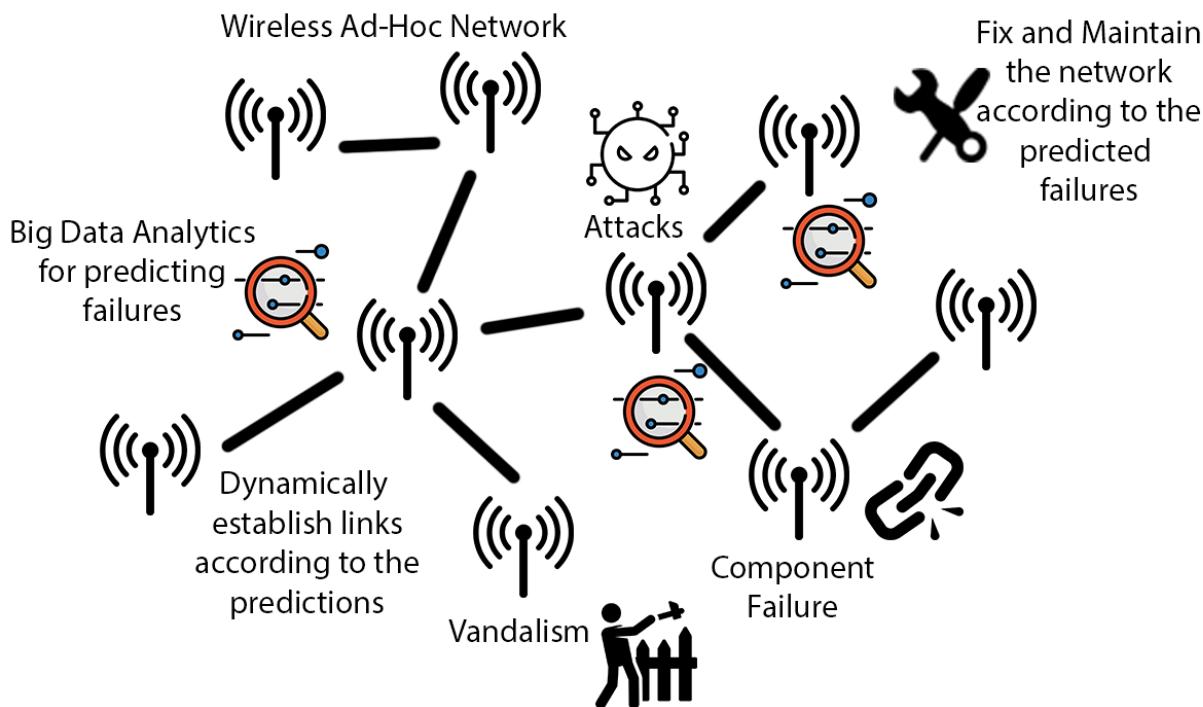 Wireless Ad-Hoc Network
Fix and Maintain
the network
according to the
predicted
failures
Attacks
Big Data Analytics
for predicting
failures
Dynamically
establish links
according to the
predictions
Component
Failure
Vandalism